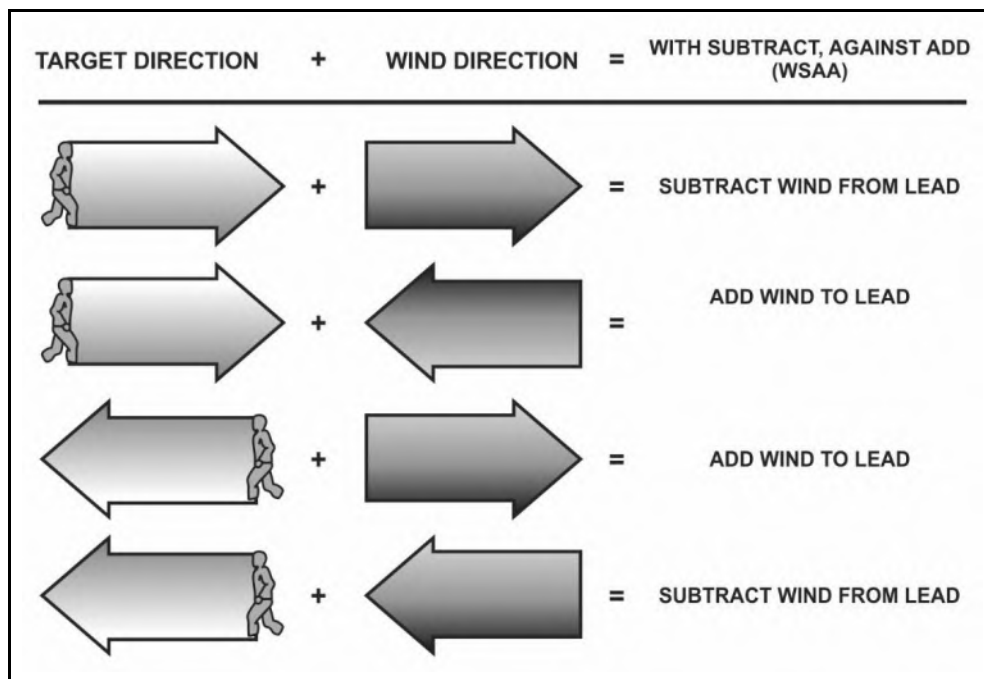 TARGET DIRECTION + WIND DIRECTION = WITH SUBTRACT, AGAINST ADD
(WSAA)
+ = SUBTRACT WIND FROM LEAD
+ = ADD WIND TO LEAD
+ = ADD WIND TO LEAD
+ = SUBTRACT WIND FROM LEAD